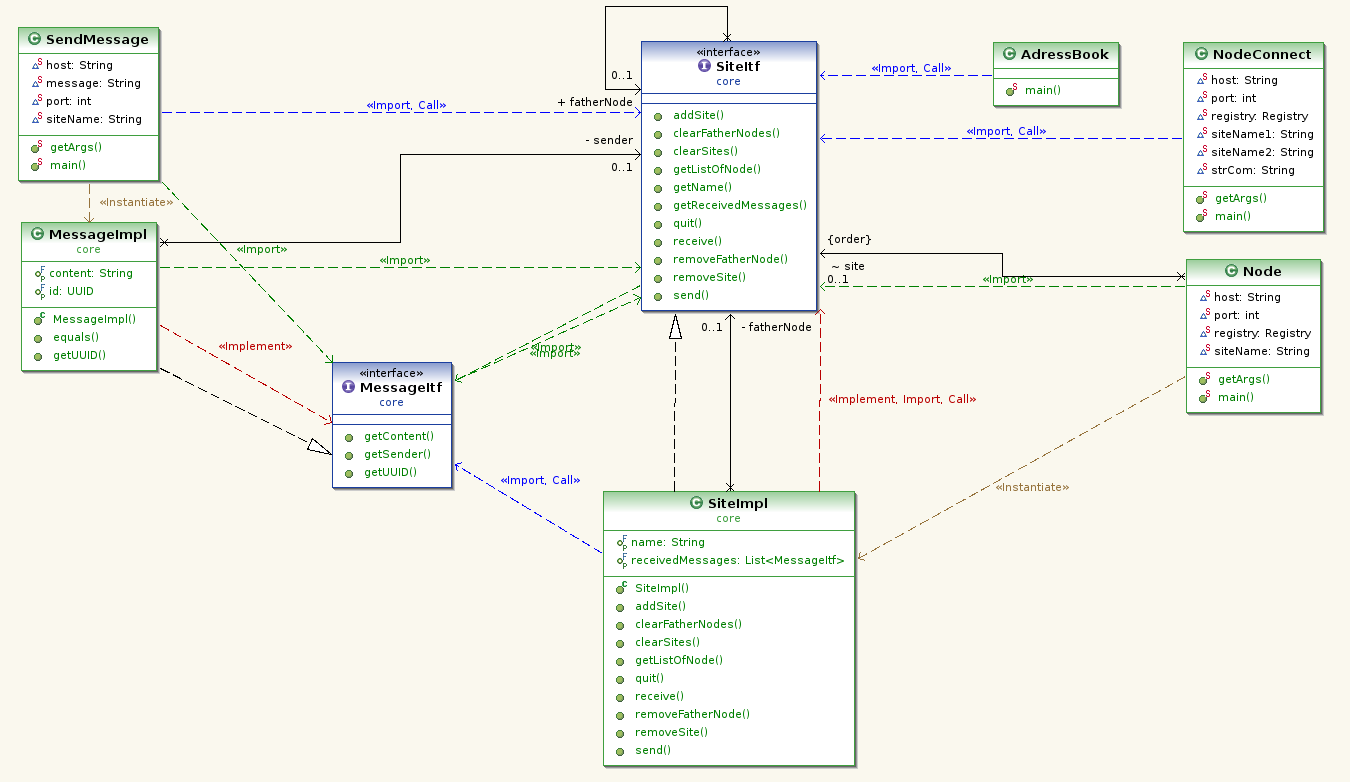 SendMessage
host: String
message: String
port: int
siteName: String
getArgs()
main()
«Instantiate»
MessageImpl
core
content: String
id: UUID
MessageImpl()
equals()
getUUID()
«Import, Call»
+ fatherNode
- sender
0..1
0..1
«Import»
«Import»
«Implement»
«interface»
MessageItf
core
getContent()
getSender()
getUUID()
«interface»
SiteItf
core
addSite()
clearFatherNodes()
clearSites()
getListOfNode()
getName()
getReceivedMessages()
quit()
receive()
removeFatherNode()
removeSite()
send()
«Import»
«Import»
0..1
- fatherNode
«Import, Call»
AdressBook
main()
«Import, Call»
NodeConnect
host: String
port: int
registry: Registry
siteName1: String
siteName2: String
strCom: String
getArgs()
main()
{order}
~ site
0..1
«Import»
Node
host: String
port: int
registry: Registry
siteName: String
getArgs()
main()
«Implement, Import, Call»
«Instantiate»
«Import, Call»
SiteImpl
core
name: String
receivedMessages: List<MessageItf>
SiteImpl()
addSite()
clearFatherNodes()
clearSites()
getListOfNode()
quit()
receive()
removeFatherNode()
removeSite()
send()